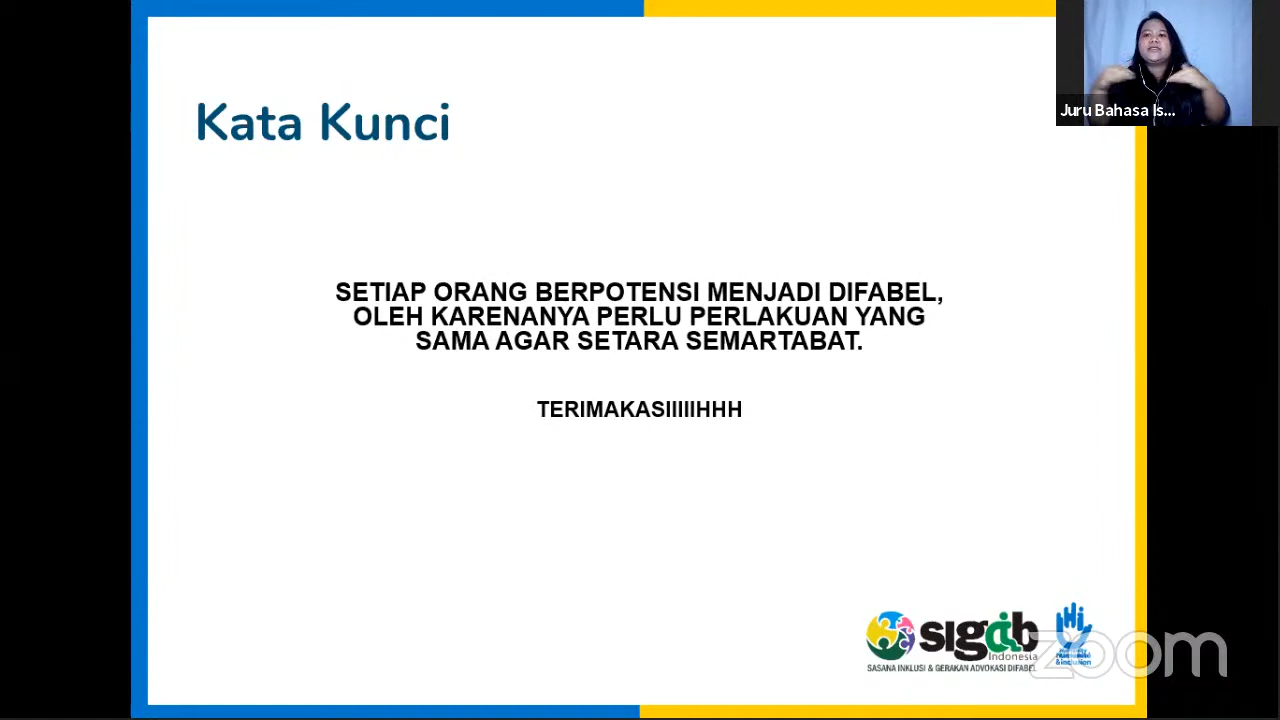 Juru Bahasa Is...
Kata Kunci
SETIAP ORANG BERPOTENSI MENJADI DIFABEL,
OLEH KARENANYA PERLU PERLAKUAN YANG
SAMA AGAR SETARA SEMARTABAT.
TERIMAKASIIIIIHHH
sigab
Indonesia
SASANA INKLUSI & GERAKAN ADVOKASI DIFABEL
& Inclusion
zoom